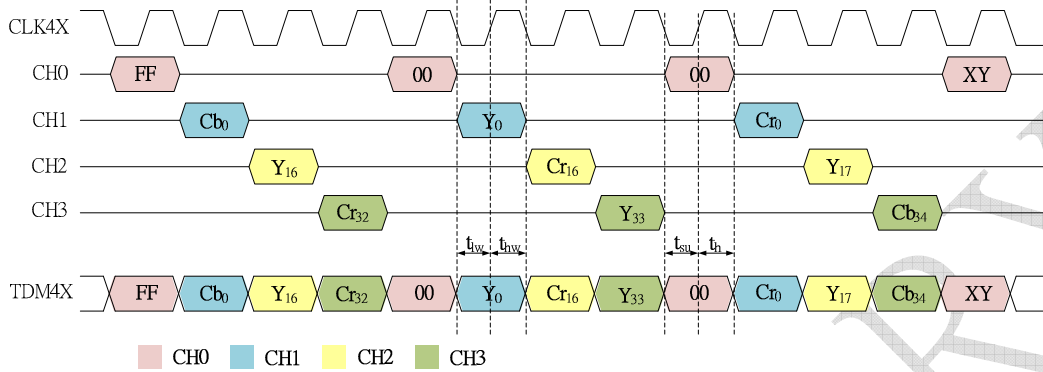 CLK4X
CH0 FF 00 00 XY
CH1 Cb0 Y0 Cr0
CH2 Y16 Cr16 Y17
CH3 Cr32 Y33 Cb34
tlw thw tsu th
TDM4X FF Cb0 Y16 Cr32 00 Y0 Cr16 Y33 00 Cr0 Y17 Cb34 XY
CH0 CH1 CH2 CH3